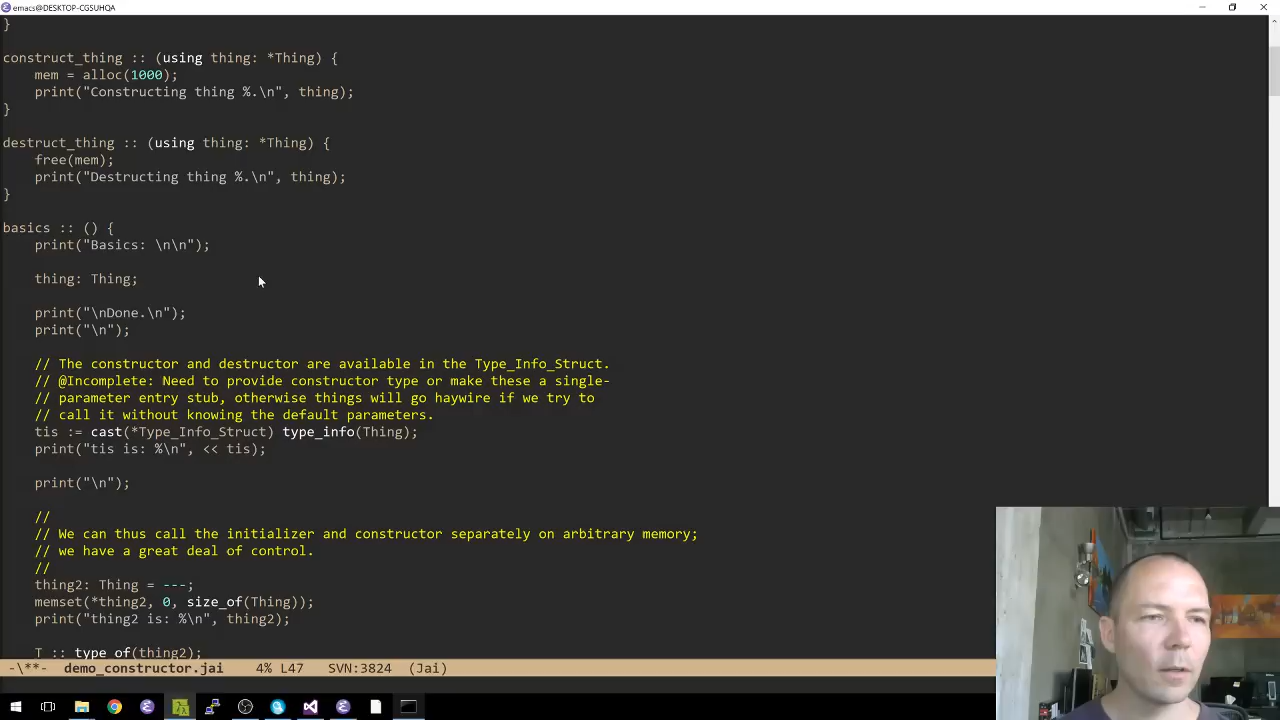 emacs@DESKTOP-CGSUHQA
}
construct_thing :: (using thing: *Thing) {
    mem = alloc(1000);
    print("Constructing thing %.\n", thing);
}
destruct_thing :: (using thing: *Thing) {
    free(mem);
    print("Destructing thing %.\n", thing);
}
basics :: () {
    print("Basics: \n\n");
    thing: Thing;
    print("\nDone.\n");
    print("\n");
    // The constructor and destructor are available in the Type_Info_Struct.
    // @Incomplete: Need to provide constructor type or make these a single-
    // parameter entry stub, otherwise things will go haywire if we try to
    // call it without knowing the default parameters.
    tis := cast(*Type_Info_Struct) type_info(Thing);
    print("tis is: %\n", << tis);
    print("\n");
    //
    // We can thus call the initializer and constructor separately on arbitrary memory;
    // we have a great deal of control.
    //
    thing2: Thing = ---;
    memset(*thing2, 0, size_of(Thing));
    print("thing2 is: %\n", thing2);
    T :: type_of(thing2);
-\**-  demo_constructor.jai    4% L47    SVN:3824  (Jai)